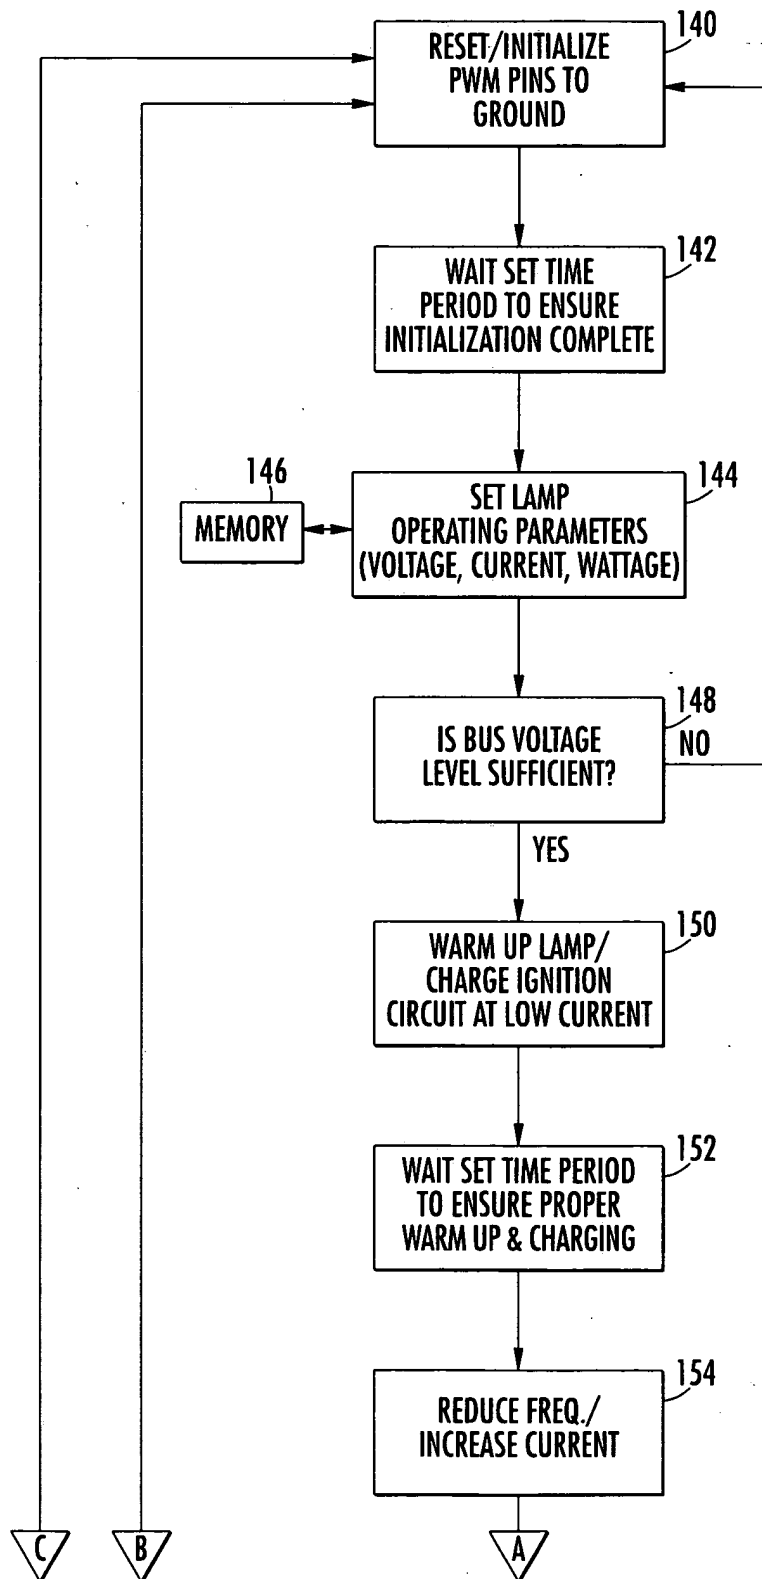 140
RESET/INITIALIZE
PWM PINS TO
GROUND
142
WAIT SET TIME
PERIOD TO ENSURE
INITIALIZATION COMPLETE
146
MEMORY
144
SET LAMP
OPERATING PARAMETERS
(VOLTAGE, CURRENT, WATTAGE)
148
IS BUS VOLTAGE
LEVEL SUFFICIENT?
NO
YES
150
WARM UP LAMP/
CHARGE IGNITION
CIRCUIT AT LOW CURRENT
152
WAIT SET TIME PERIOD
TO ENSURE PROPER
WARM UP & CHARGING
154
REDUCE FREQ./
INCREASE CURRENT
C B A